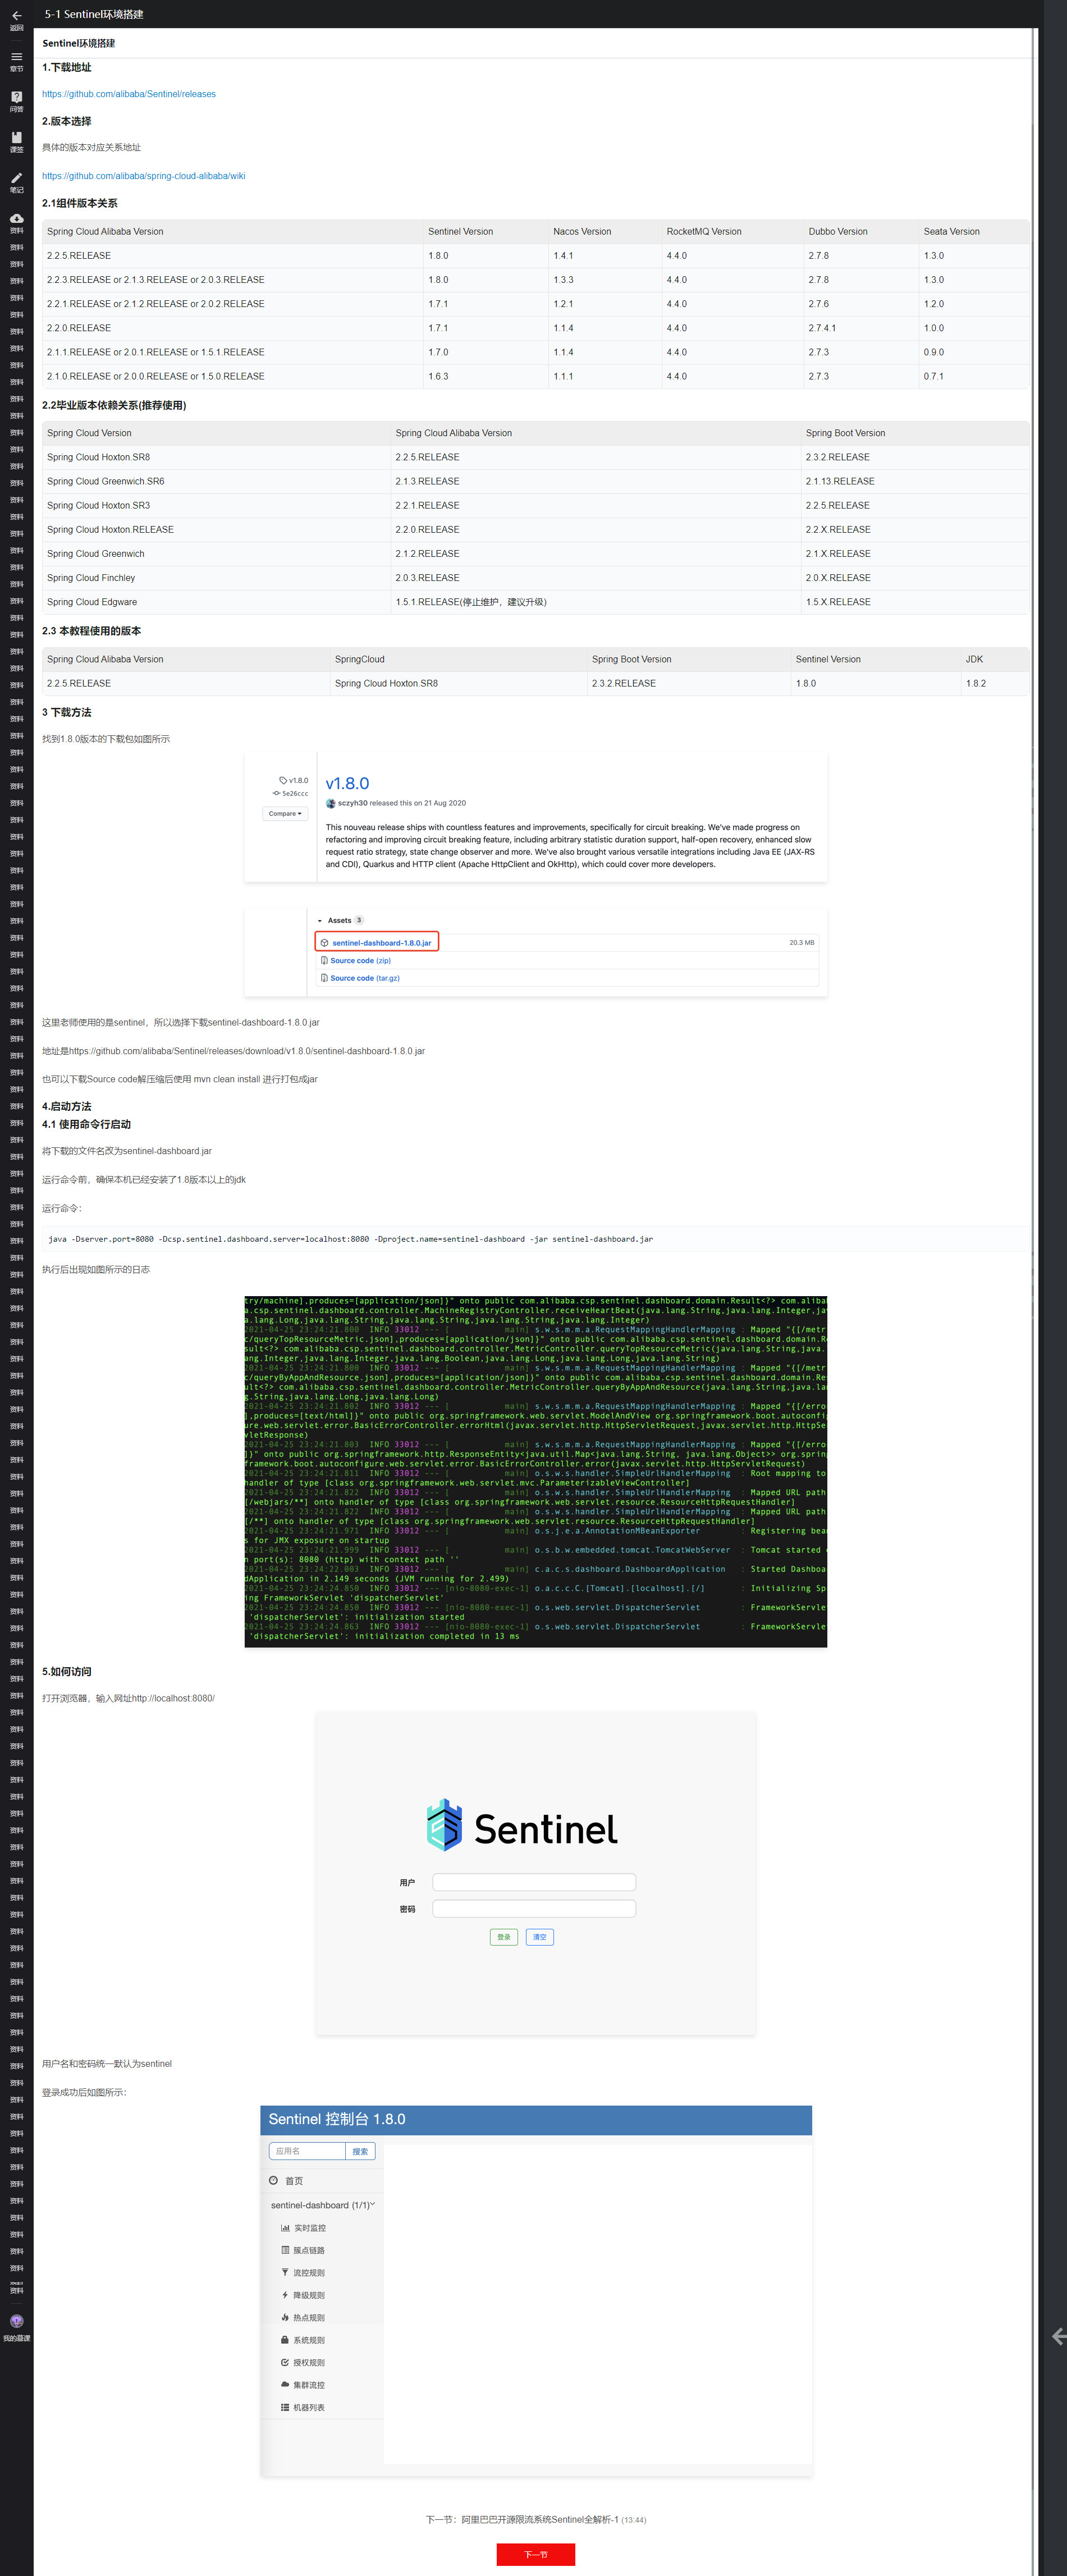 5-1 Sentinel环境搭建
返回
章节
问答
课签
笔记
资料
Sentinel环境搭建
1.下载地址
https://github.com/alibaba/Sentinel/releases
2.版本选择
具体的版本对应关系地址
https://github.com/alibaba/spring-cloud-alibaba/wiki
2.1组件版本关系
Spring Cloud Alibaba Version Sentinel Version Nacos Version RocketMQ Version Dubbo Version Seata Version
2.2.5.RELEASE 1.8.0 1.4.1 4.4.0 2.7.8 1.3.0
2.2.3.RELEASE or 2.1.3.RELEASE or 2.0.3.RELEASE 1.8.0 1.3.3 4.4.0 2.7.8 1.3.0
2.2.1.RELEASE or 2.1.2.RELEASE or 2.0.2.RELEASE 1.7.1 1.2.1 4.4.0 2.7.6 1.2.0
2.2.0.RELEASE 1.7.1 1.1.4 4.4.0 2.7.4.1 1.0.0
2.1.1.RELEASE or 2.0.1.RELEASE or 1.5.1.RELEASE 1.7.0 1.1.4 4.4.0 2.7.3 0.9.0
2.1.0.RELEASE or 2.0.0.RELEASE or 1.5.0.RELEASE 1.6.3 1.1.1 4.4.0 2.7.3 0.7.1
2.2毕业版本依赖关系(推荐使用)
Spring Cloud Version Spring Cloud Alibaba Version Spring Boot Version
Spring Cloud Hoxton.SR8 2.2.5.RELEASE 2.3.2.RELEASE
Spring Cloud Greenwich.SR6 2.1.3.RELEASE 2.1.13.RELEASE
Spring Cloud Hoxton.SR3 2.2.1.RELEASE 2.2.5.RELEASE
Spring Cloud Hoxton.RELEASE 2.2.0.RELEASE 2.2.X.RELEASE
Spring Cloud Greenwich 2.1.2.RELEASE 2.1.X.RELEASE
Spring Cloud Finchley 2.0.3.RELEASE 2.0.X.RELEASE
Spring Cloud Edgware 1.5.1.RELEASE(停止维护，建议升级) 1.5.X.RELEASE
2.3 本教程使用的版本
Spring Cloud Alibaba Version SpringCloud Spring Boot Version Sentinel Version JDK
2.2.5.RELEASE Spring Cloud Hoxton.SR8 2.3.2.RELEASE 1.8.0 1.8.2
3 下载方法
找到1.8.0版本的下载包如图所示
v1.8.0
5e26ccc
Compare
v1.8.0
sczyh30 released this on 21 Aug 2020
This nouveau release ships with countless features and improvements, specifically for circuit breaking. We've made progress on
refactoring and improving circuit breaking feature, including arbitrary statistic duration support, half-open recovery, enhanced slow
request ratio strategy, state change observer and more. We've also brought various versatile integrations including Java EE (JAX-RS
and CDI), Quarkus and HTTP client (Apache HttpClient and OkHttp), which could cover more developers.
Assets 3
sentinel-dashboard-1.8.0.jar 20.3 MB
Source code (zip)
Source code (tar.gz)
这里老师使用的是sentinel，所以选择下载sentinel-dashboard-1.8.0.jar
地址是https://github.com/alibaba/Sentinel/releases/download/v1.8.0/sentinel-dashboard-1.8.0.jar
也可以下载Source code解压缩后使用 mvn clean install 进行打包成jar
4.启动方法
4.1 使用命令行启动
将下载的文件名改为sentinel-dashboard.jar
运行命令前，确保本机已经安装了1.8版本以上的jdk
运行命令：
java -Dserver.port=8080 -Dcsp.sentinel.dashboard.server=localhost:8080 -Dproject.name=sentinel-dashboard -jar sentinel-dashboard.jar
执行后出现如图所示的日志
try/machine],produces=[application/json]}" onto public com.alibaba.csp.sentinel.dashboard.domain.Result<?> com.alibab
a.csp.sentinel.dashboard.controller.MachineRegistryController.receiveHeartBeat(java.lang.String,java.lang.Integer,jav
a.lang.Long,java.lang.String,java.lang.String,java.lang.String,java.lang.Integer)
2021-04-25 23:24:21.800 INFO 33012 --- [ main] s.w.s.m.m.a.RequestMappingHandlerMapping : Mapped "{[/metri
c/queryTopResourceMetric.json],produces=[application/json]}" onto public com.alibaba.csp.sentinel.dashboard.domain.Re
sult<?> com.alibaba.csp.sentinel.dashboard.controller.MetricController.queryTopResourceMetric(java.lang.String,java.l
ang.Integer,java.lang.Integer,java.lang.Boolean,java.lang.Long,java.lang.Long,java.lang.String)
2021-04-25 23:24:21.800 INFO 33012 --- [ main] s.w.s.m.m.a.RequestMappingHandlerMapping : Mapped "{[/metri
c/queryByAppAndResource.json],produces=[application/json]}" onto public com.alibaba.csp.sentinel.dashboard.domain.Res
ult<?> com.alibaba.csp.sentinel.dashboard.controller.MetricController.queryByAppAndResource(java.lang.String,java.lan
g.String,java.lang.Long,java.lang.Long)
2021-04-25 23:24:21.802 INFO 33012 --- [ main] s.w.s.m.m.a.RequestMappingHandlerMapping : Mapped "{[/error
],produces=[text/html]}" onto public org.springframework.web.servlet.ModelAndView org.springframework.boot.autoconfig
ure.web.servlet.error.BasicErrorController.errorHtml(javax.servlet.http.HttpServletRequest,javax.servlet.http.HttpSer
vletResponse)
2021-04-25 23:24:21.803 INFO 33012 --- [ main] s.w.s.m.m.a.RequestMappingHandlerMapping : Mapped "{[/error
]}" onto public org.springframework.http.ResponseEntity<java.util.Map<java.lang.String, java.lang.Object>> org.spring
framework.boot.autoconfigure.web.servlet.error.BasicErrorController.error(javax.servlet.http.HttpServletRequest)
2021-04-25 23:24:21.811 INFO 33012 --- [ main] o.s.w.s.handler.SimpleUrlHandlerMapping : Root mapping to
handler of type [class org.springframework.web.servlet.mvc.ParameterizableViewController]
2021-04-25 23:24:21.822 INFO 33012 --- [ main] o.s.w.s.handler.SimpleUrlHandlerMapping : Mapped URL path
[/webjars/**] onto handler of type [class org.springframework.web.servlet.resource.ResourceHttpRequestHandler]
2021-04-25 23:24:21.822 INFO 33012 --- [ main] o.s.w.s.handler.SimpleUrlHandlerMapping : Mapped URL path
[/**] onto handler of type [class org.springframework.web.servlet.resource.ResourceHttpRequestHandler]
2021-04-25 23:24:21.971 INFO 33012 --- [ main] o.s.j.e.a.AnnotationMBeanExporter : Registering bean
s for JMX exposure on startup
2021-04-25 23:24:21.999 INFO 33012 --- [ main] o.s.b.w.embedded.tomcat.TomcatWebServer : Tomcat started o
n port(s): 8080 (http) with context path ''
2021-04-25 23:24:22.003 INFO 33012 --- [ main] c.a.c.s.dashboard.DashboardApplication : Started Dashboar
dApplication in 2.149 seconds (JVM running for 2.499)
2021-04-25 23:24:24.850 INFO 33012 --- [nio-8080-exec-1] o.a.c.c.C.[Tomcat].[localhost].[/] : Initializing Spr
ing FrameworkServlet 'dispatcherServlet'
2021-04-25 23:24:24.850 INFO 33012 --- [nio-8080-exec-1] o.s.web.servlet.DispatcherServlet : FrameworkServlet
'dispatcherServlet': initialization started
2021-04-25 23:24:24.863 INFO 33012 --- [nio-8080-exec-1] o.s.web.servlet.DispatcherServlet : FrameworkServlet
'dispatcherServlet': initialization completed in 13 ms
5.如何访问
打开浏览器，输入网址http://localhost:8080/
Sentinel
用户
密码
登录 清空
用户名和密码统一默认为sentinel
登录成功后如图所示：
Sentinel 控制台 1.8.0
应用名 搜索
首页
sentinel-dashboard (1/1)
实时监控
簇点链路
流控规则
降级规则
热点规则
系统规则
授权规则
集群流控
机器列表
我的慕课
下一节：阿里巴巴开源限流系统Sentinel全解析-1 (13:44)
下一节